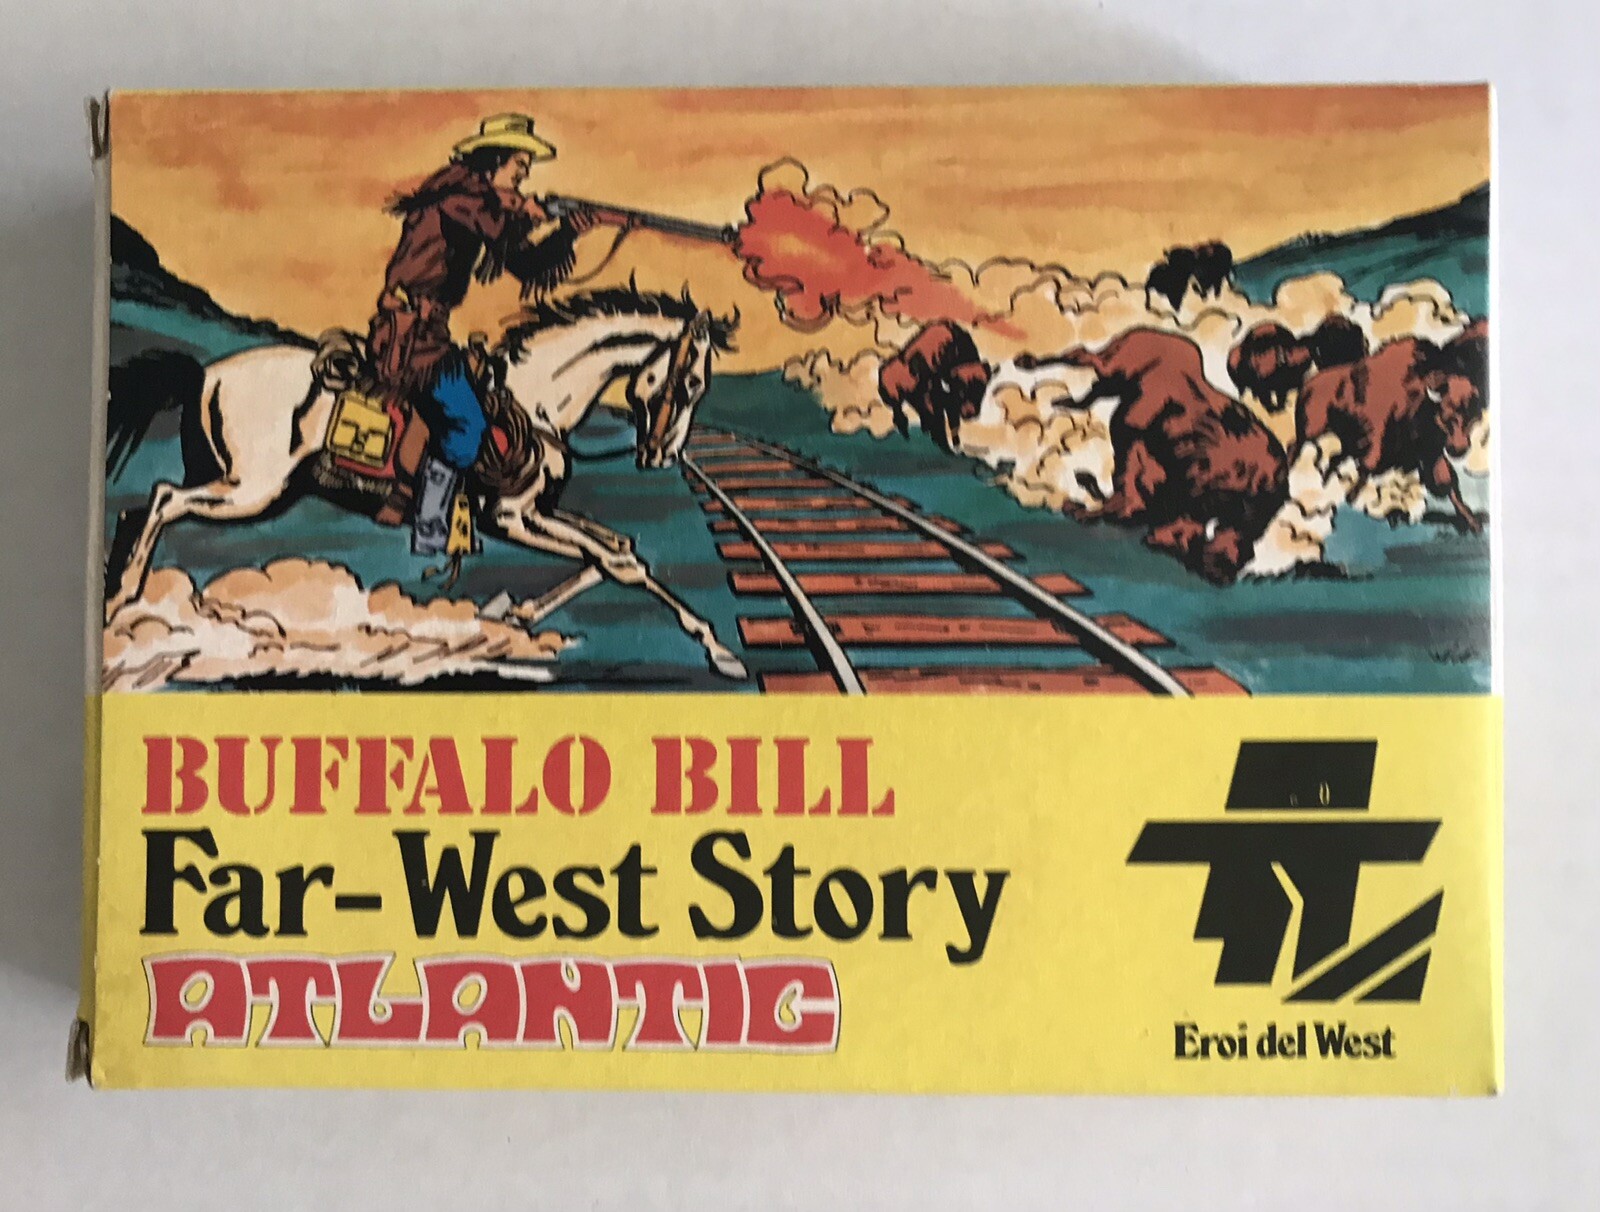 BUFFALO BILL
Far-West Story
ATLANTIC
Eroi del West